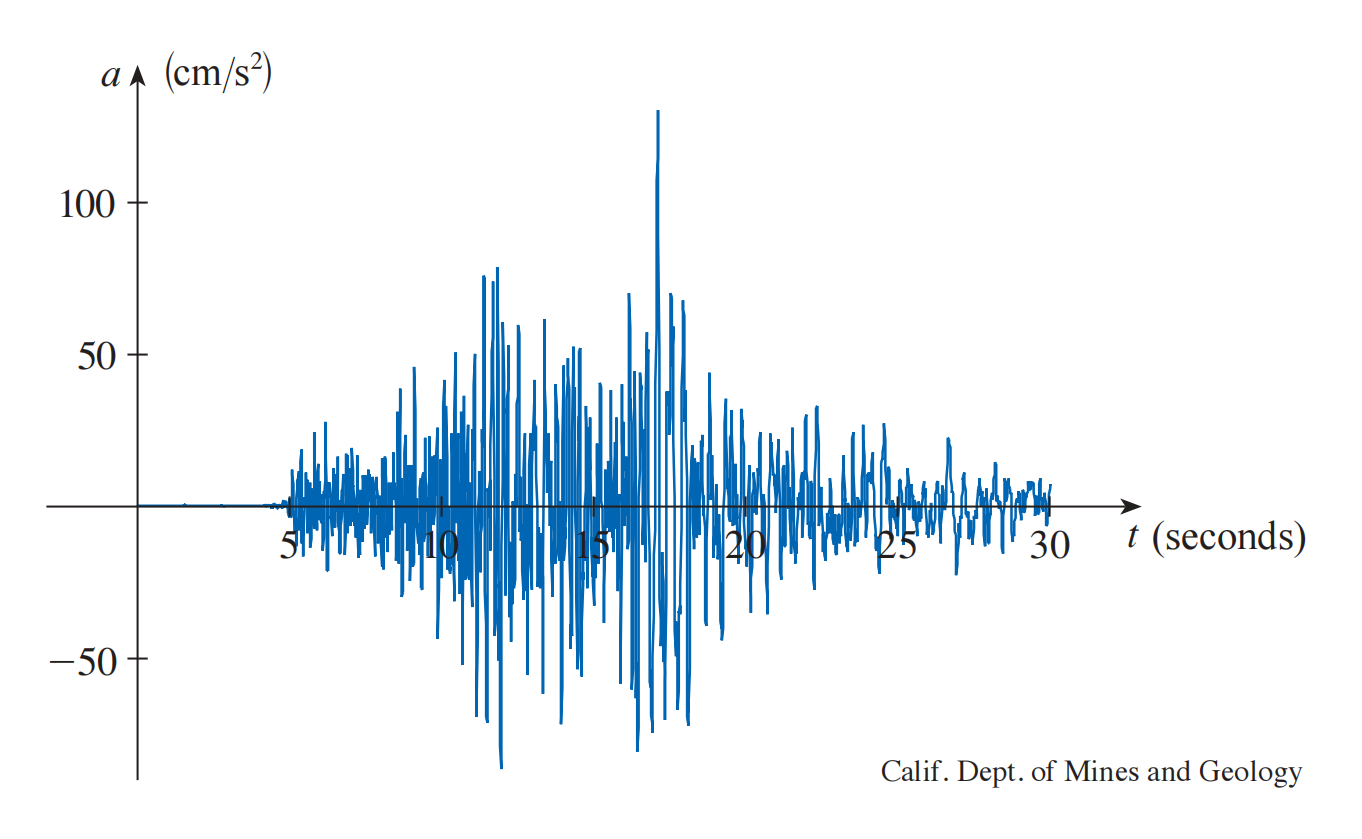 a (cm/s²)
100
50
5 10 15 20 25 30 t (seconds)
−50
Calif. Dept. of Mines and Geology